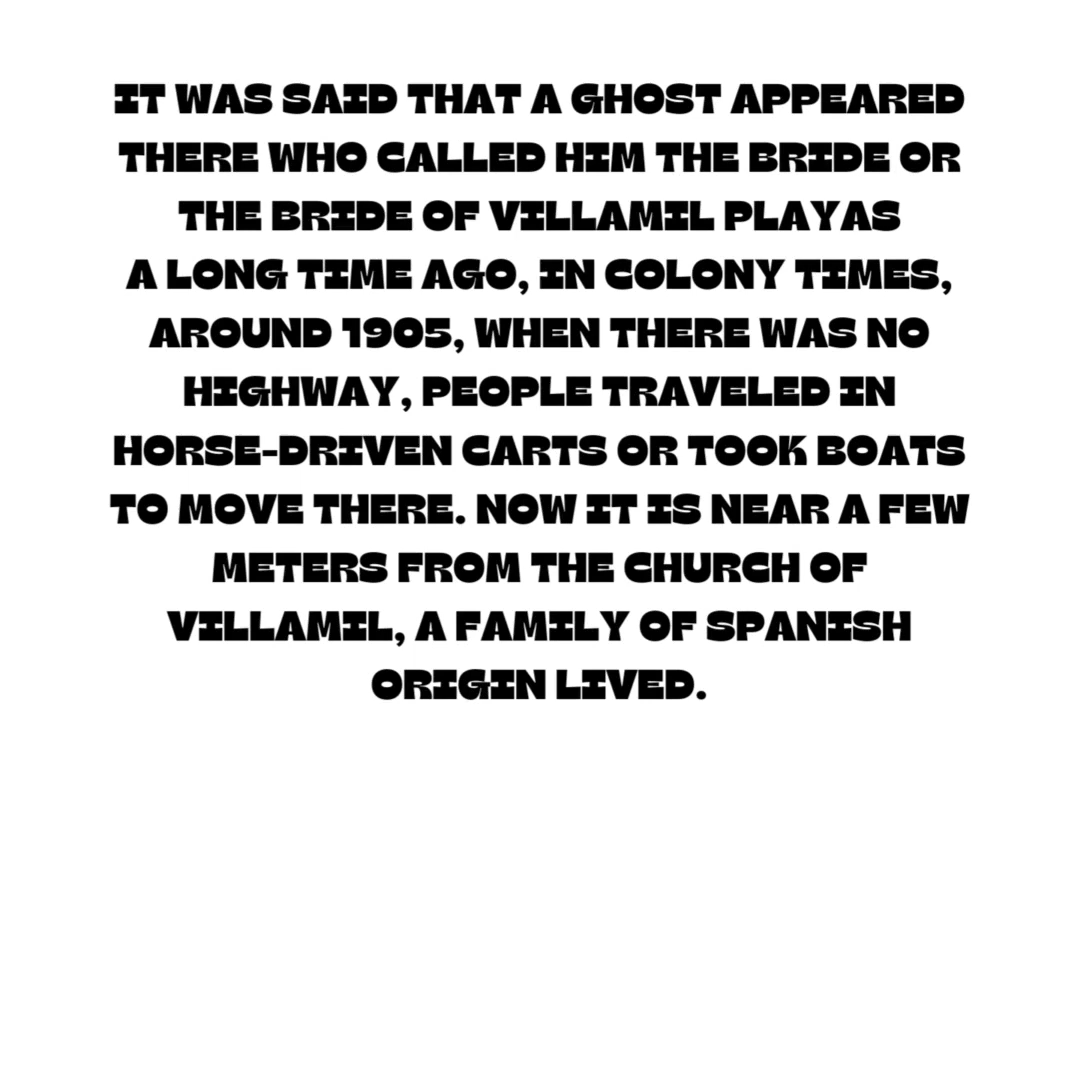 IT WAS SAID THAT A GHOST APPEARED
THERE WHO CALLED HIM THE BRIDE OR
THE BRIDE OF VILLAMIL PLAYAS
A LONG TIME AGO, IN COLONY TIMES,
AROUND 1905, WHEN THERE WAS NO
HIGHWAY, PEOPLE TRAVELED IN
HORSE-DRIVEN CARTS OR TOOK BOATS
TO MOVE THERE. NOW IT IS NEAR A FEW
METERS FROM THE CHURCH OF
VILLAMIL, A FAMILY OF SPANISH
ORIGIN LIVED.